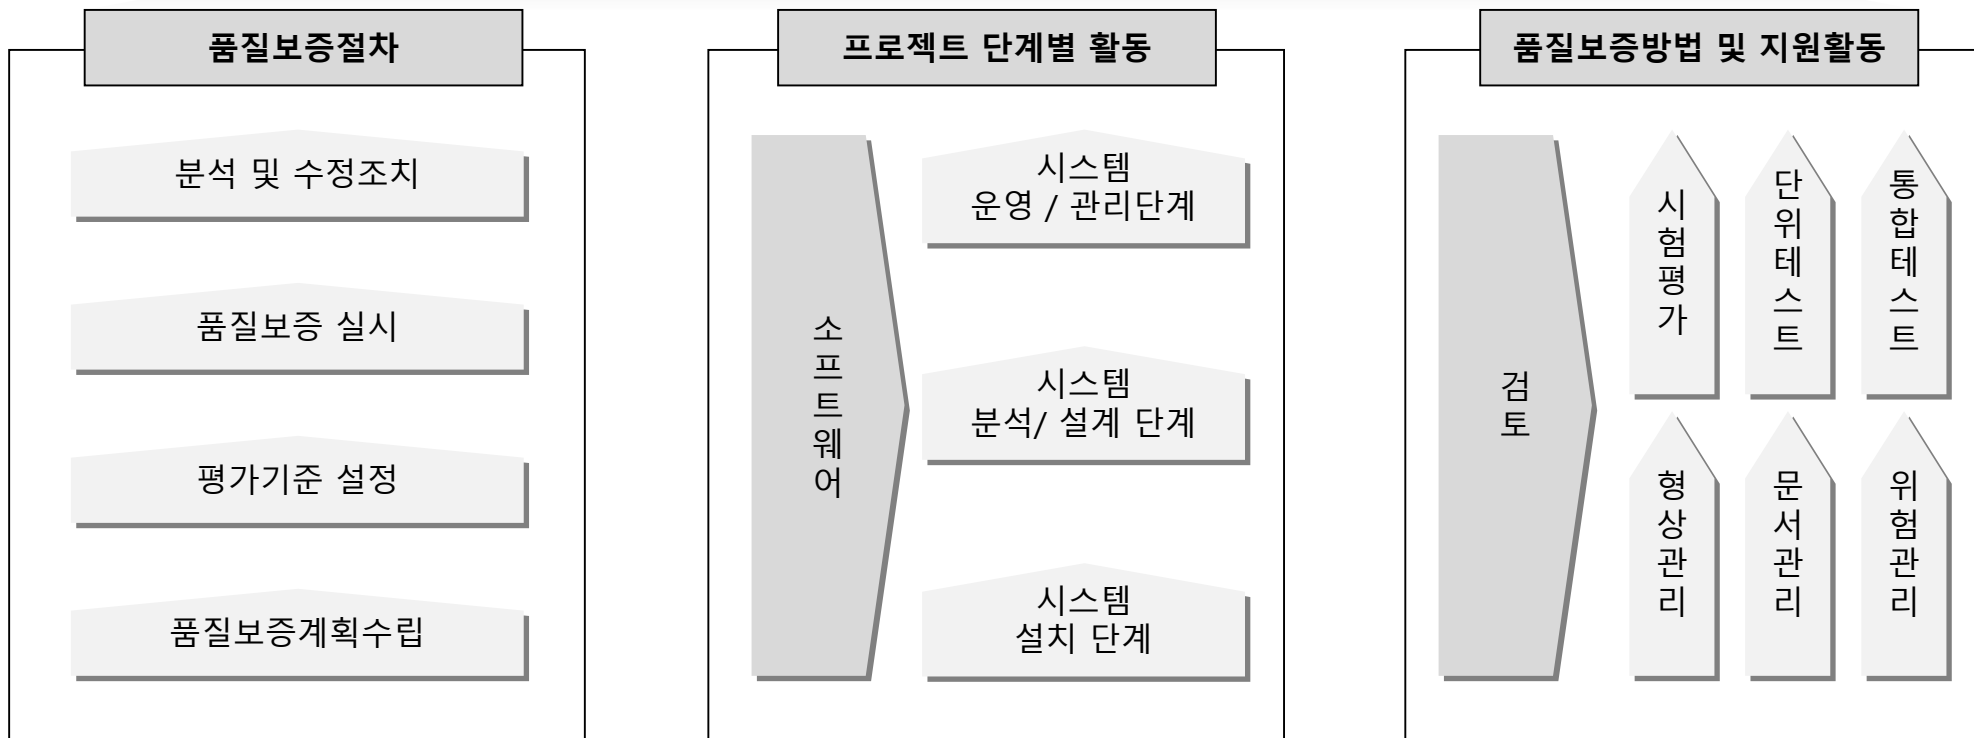 품질보증절차
분석 및 수정조치
품질보증 실시
평가기준 설정
품질보증계획수립
프로젝트 단계별 활동
소프트웨어
시스템
운영 / 관리단계
시스템
분석/ 설계 단계
시스템
설치 단계
품질보증방법 및 지원활동
검토
시험평가
단위테스트
통합테스트
형상관리
문서관리
위험관리